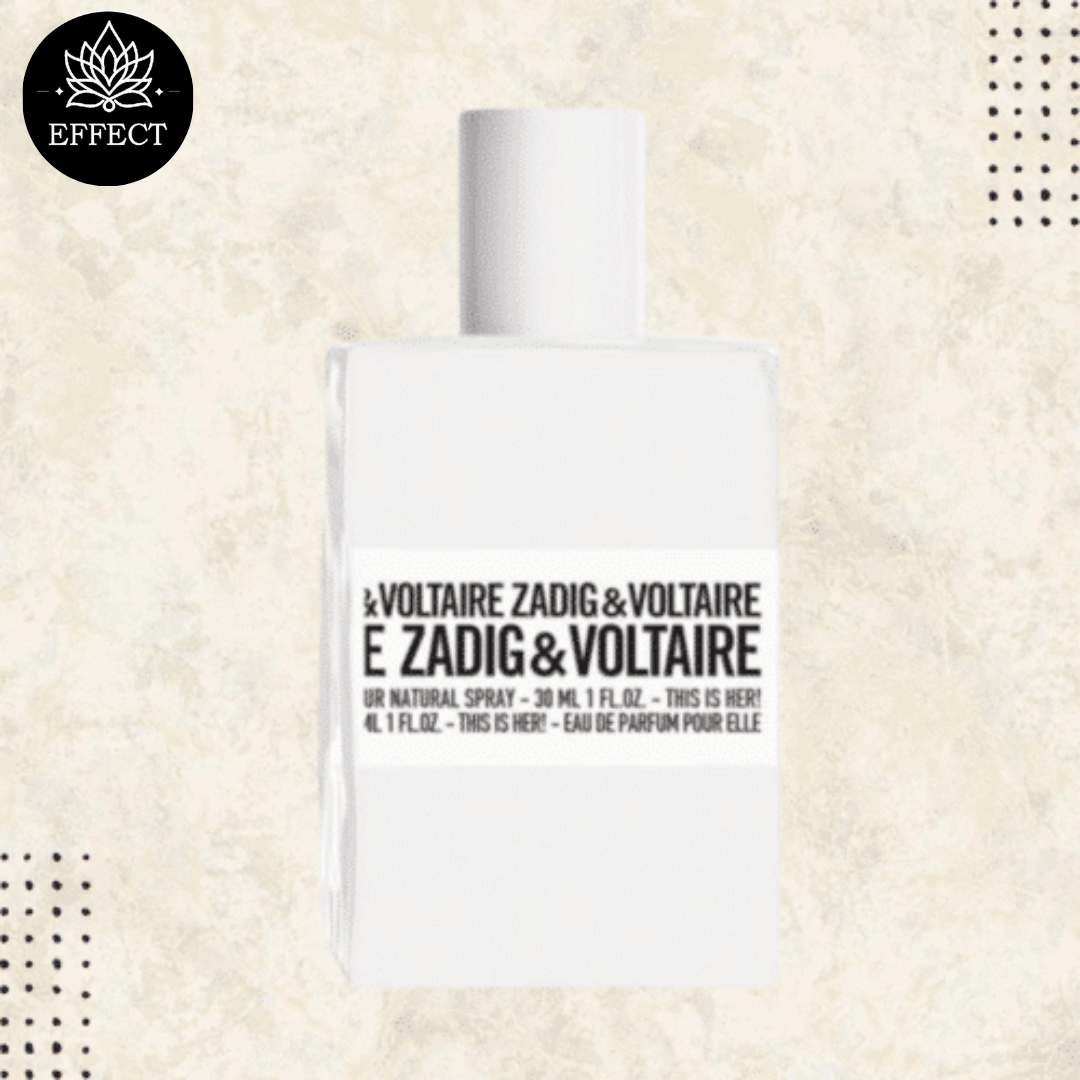 EFFECT
&VOLTAIRE ZADIG&VOLTAIRE
E ZADIG&VOLTAIRE
UR NATURAL SPRAY - 30 ML 1 FL.OZ. - THIS IS HER!
ML 1 FL.OZ. - THIS IS HER! - EAU DE PARFUM POUR ELLE